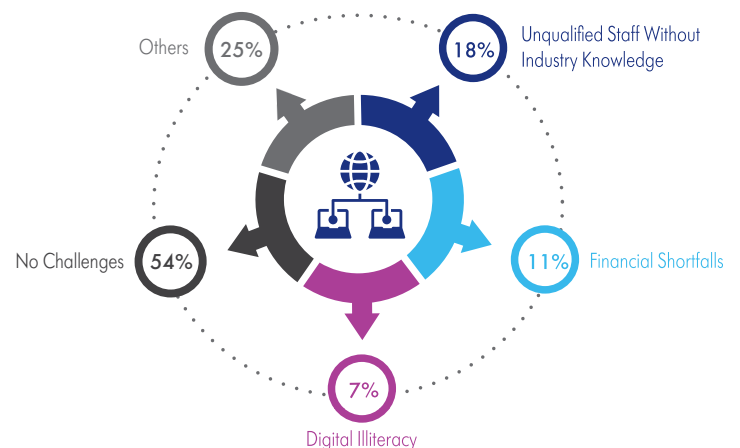 Others
25%
18%
Unqualified Staff Without
Industry Knowledge
No Challenges
54%
11%
Financial Shortfalls
7%
Digital Illiteracy